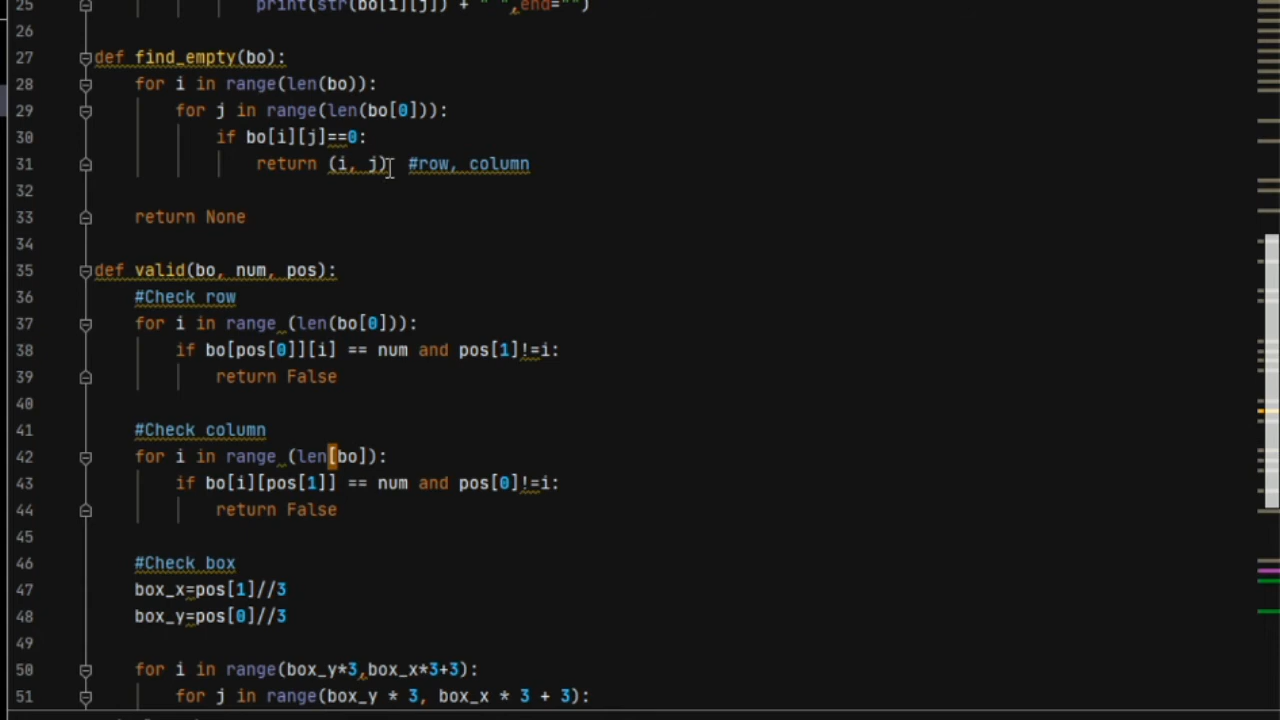 25 print(str(bo[i][j]) + " ",end="")
26
27 def find_empty(bo):
28 for i in range(len(bo)):
29 for j in range(len(bo[0])):
30 if bo[i][j]==0:
31 return (i, j) #row, column
32
33 return None
34
35 def valid(bo, num, pos):
36 #Check row
37 for i in range (len(bo[0])):
38 if bo[pos[0]][i] == num and pos[1]!=i:
39 return False
40
41 #Check column
42 for i in range (len[bo]):
43 if bo[i][pos[1]] == num and pos[0]!=i:
44 return False
45
46 #Check box
47 box_x=pos[1]//3
48 box_y=pos[0]//3
49
50 for i in range(box_y*3,box_x*3+3):
51 for j in range(box_y * 3, box_x * 3 + 3):